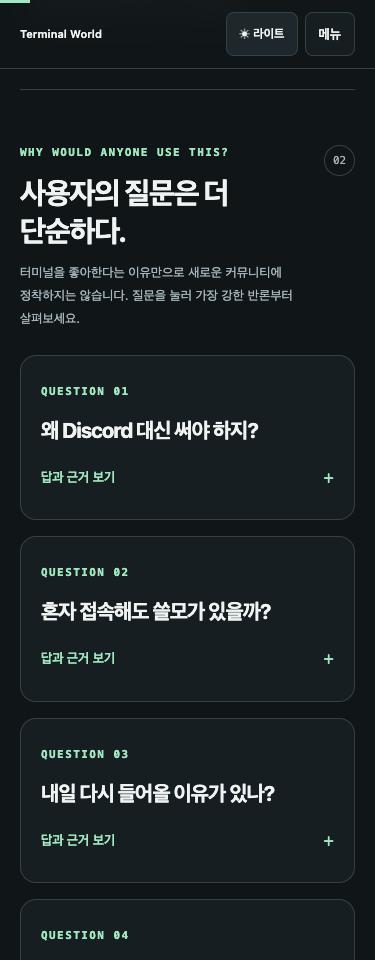 Terminal World
☀ 라이트
메뉴
WHY WOULD ANYONE USE THIS?
02
사용자의 질문은 더
단순하다.
터미널을 좋아한다는 이유만으로 새로운 커뮤니티에
정착하지는 않습니다. 질문을 눌러 가장 강한 반론부터
살펴보세요.
QUESTION 01
왜 Discord 대신 써야 하지?
답과 근거 보기 +
QUESTION 02
혼자 접속해도 쓸모가 있을까?
답과 근거 보기 +
QUESTION 03
내일 다시 들어올 이유가 있나?
답과 근거 보기 +
QUESTION 04